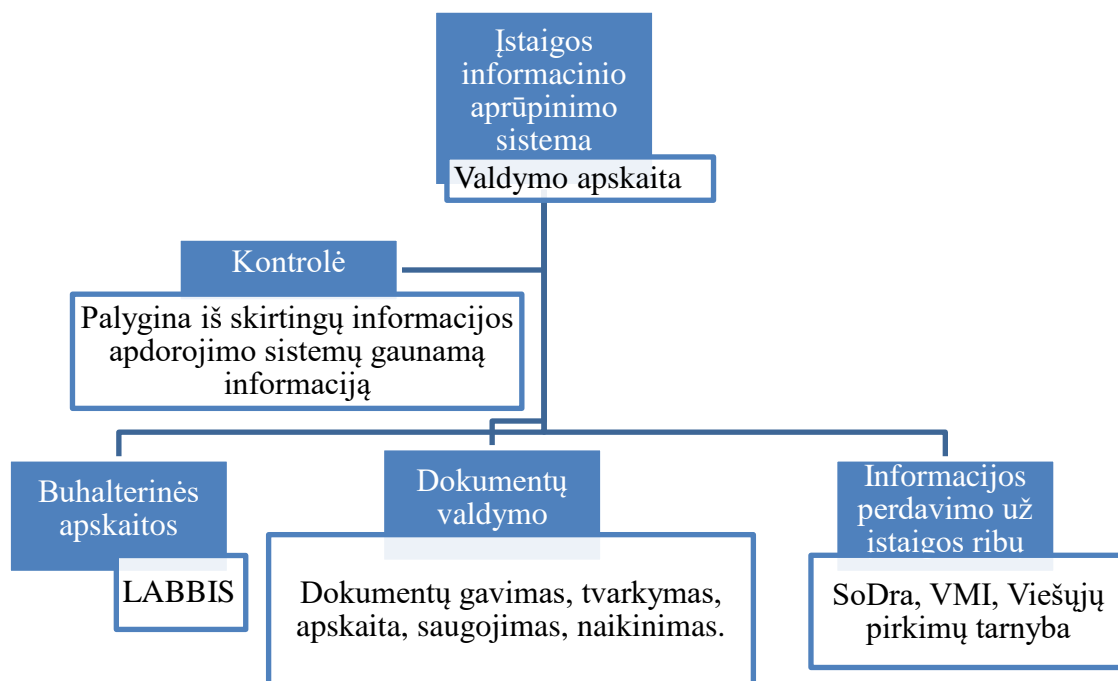 Įstaigos
informacinio
aprūpinimo
sistema
Valdymo apskaita
Kontrolė
Palygina iš skirtingų informacijos
apdorojimo sistemų gaunamą
informaciją
Buhalterinės
apskaitos
LABBIS
Dokumentų
valdymo
Dokumentų gavimas, tvarkymas,
apskaita, saugojimas, naikinimas.
Informacijos
perdavimo už
įstaigos ribų
SoDra, VMI, Viešųjų
pirkimų tarnyba